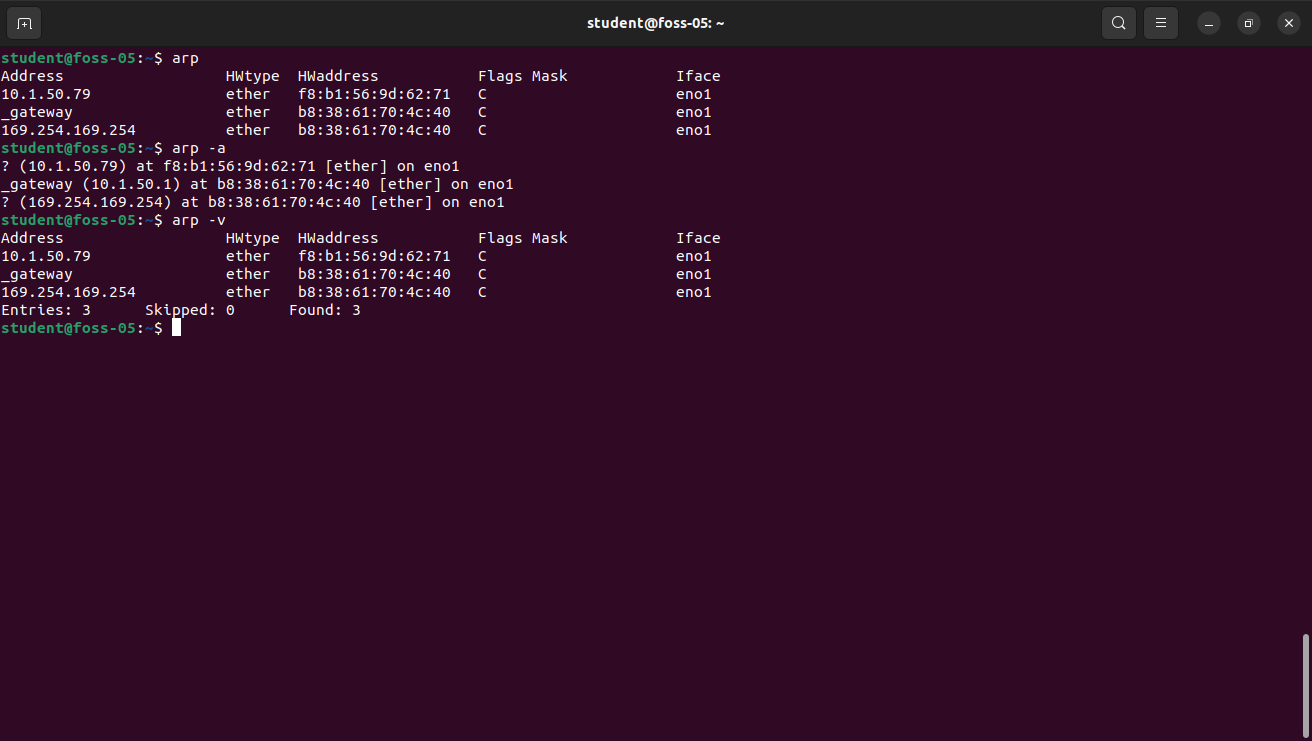 student@foss-05: ~
student@foss-05:~$ arp
Address                  HWtype  HWaddress           Flags Mask            Iface
10.1.50.79               ether   f8:b1:56:9d:62:71   C                     eno1
_gateway                 ether   b8:38:61:70:4c:40   C                     eno1
169.254.169.254          ether   b8:38:61:70:4c:40   C                     eno1
student@foss-05:~$ arp -a
? (10.1.50.79) at f8:b1:56:9d:62:71 [ether] on eno1
_gateway (10.1.50.1) at b8:38:61:70:4c:40 [ether] on eno1
? (169.254.169.254) at b8:38:61:70:4c:40 [ether] on eno1
student@foss-05:~$ arp -v
Address                  HWtype  HWaddress           Flags Mask            Iface
10.1.50.79               ether   f8:b1:56:9d:62:71   C                     eno1
_gateway                 ether   b8:38:61:70:4c:40   C                     eno1
169.254.169.254          ether   b8:38:61:70:4c:40   C                     eno1
Entries: 3      Skipped: 0      Found: 3
student@foss-05:~$